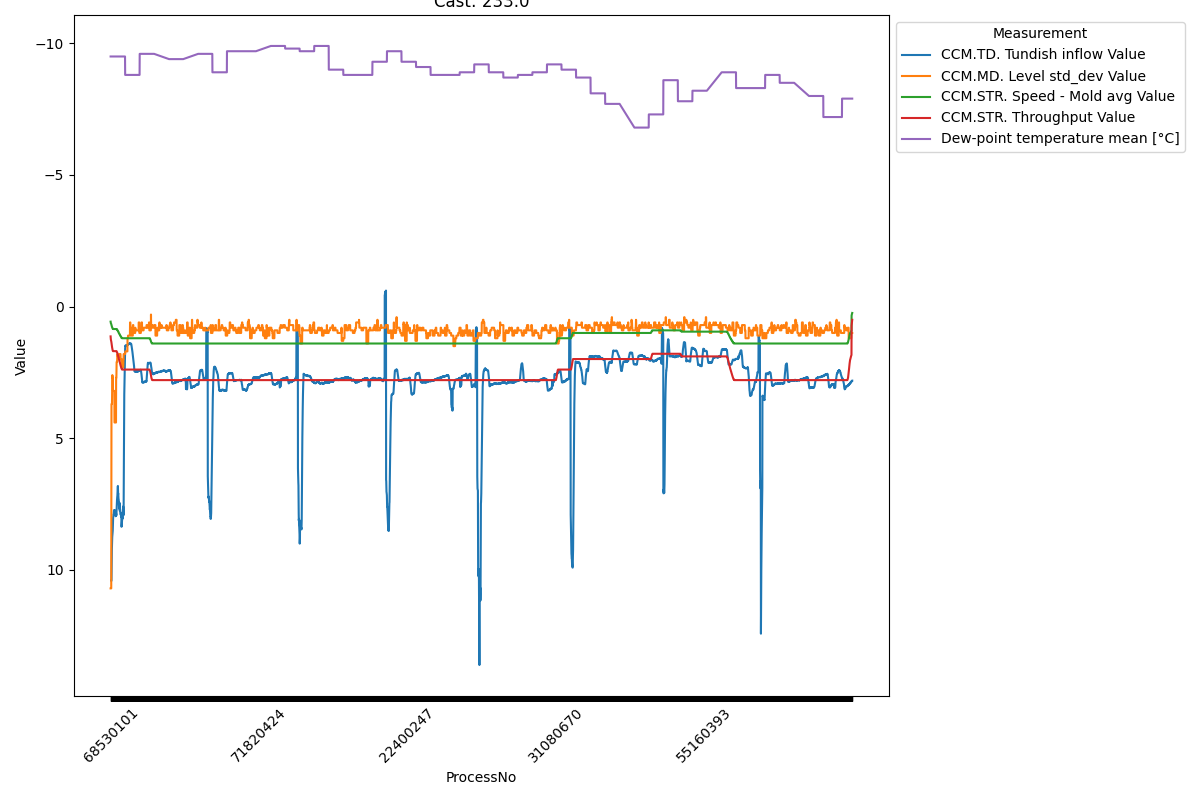 Cast: 233.0
Measurement
CCM.TD. Tundish inflow Value
CCM.MD. Level std_dev Value
CCM.STR. Speed - Mold avg Value
CCM.STR. Throughput Value
Dew-point temperature mean [°C]
−10
−5
0
5
10
Value
68530101
71820424
22400247
31080670
55160393
ProcessNo